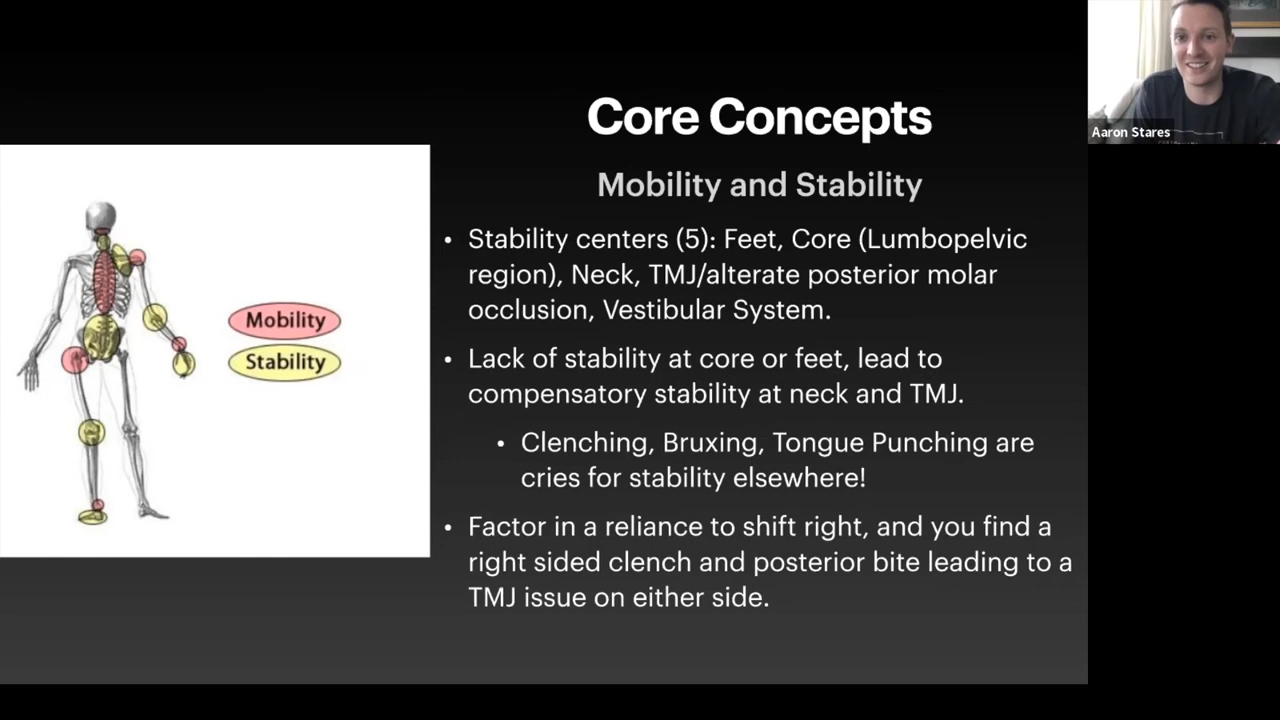 Core Concepts
Mobility and Stability
• Stability centers (5): Feet, Core (Lumbopelvic
region), Neck, TMJ/alterate posterior molar
occlusion, Vestibular System.
• Lack of stability at core or feet, lead to
compensatory stability at neck and TMJ.
• Clenching, Bruxing, Tongue Punching are
cries for stability elsewhere!
• Factor in a reliance to shift right, and you find a
right sided clench and posterior bite leading to a
TMJ issue on either side.
Mobility
Stability
Aaron Stares